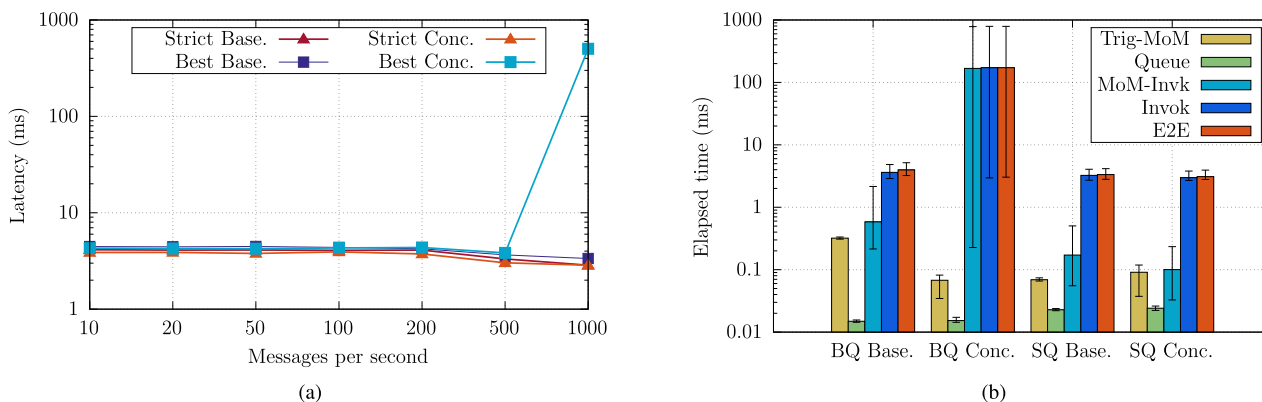 1000
100
10
1
Latency (ms)
Strict Base.
Strict Conc.
Best Base.
Best Conc.
10 20 50 100 200 500 1000
Messages per second
(a)
1000
100
10
1
0.1
0.01
Elapsed time (ms)
Trig-MoM
Queue
MoM-Invk
Invok
E2E
BQ Base. BQ Conc. SQ Base. SQ Conc.
(b)